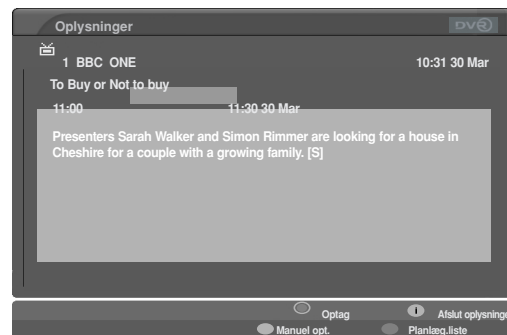 Oplysninger DVR
1 BBC ONE 10:31 30 Mar
To Buy or Not to buy
11:00 11:30 30 Mar
Presenters Sarah Walker and Simon Rimmer are looking for a house in
Cheshire for a couple with a growing family. [S]
Optag i Afslut oplysninge
Manuel opt. Planlæg.liste